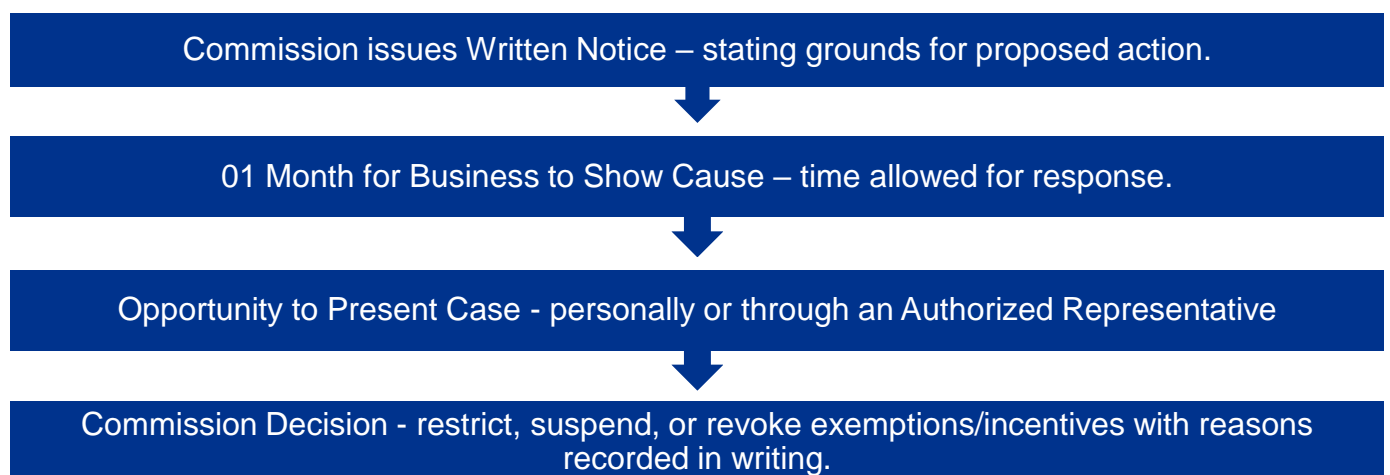 Commission issues Written Notice – stating grounds for proposed action.
01 Month for Business to Show Cause – time allowed for response.
Opportunity to Present Case - personally or through an Authorized Representative
Commission Decision - restrict, suspend, or revoke exemptions/incentives with reasons
recorded in writing.